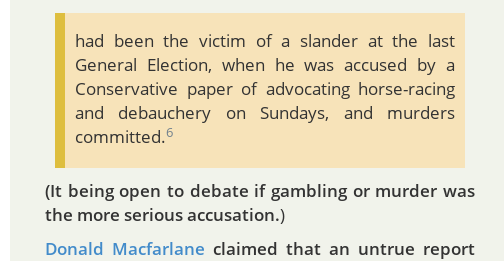 had been the victim of a slander at the last
General Election, when he was accused by a
Conservative paper of advocating horse-racing
and debauchery on Sundays, and murders
committed.6
(It being open to debate if gambling or murder was
the more serious accusation.)
Donald Macfarlane claimed that an untrue report